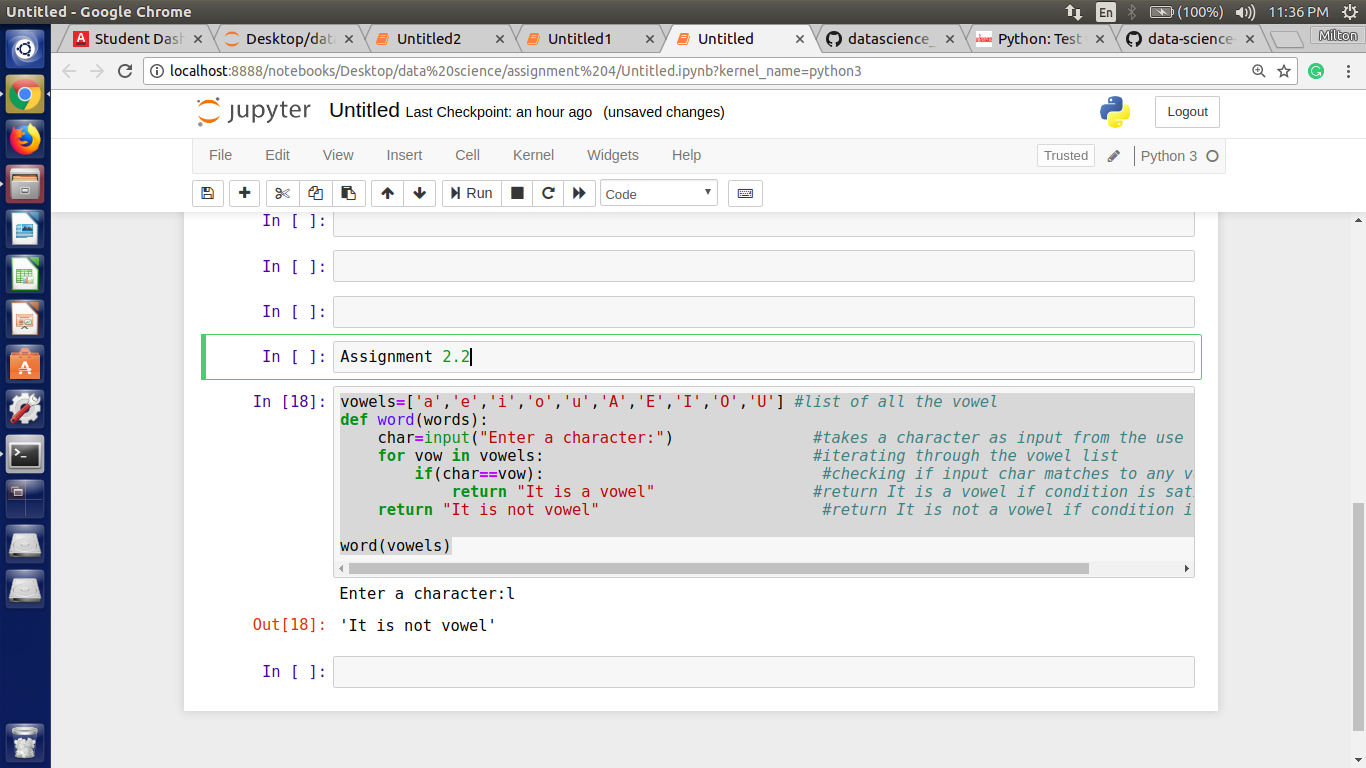 Untitled - Google Chrome
En (100%) 11:36 PM
Student Das Desktop/data Untitled2 Untitled1 Untitled datascience_ Python: Test data-science- Milton
localhost:8888/notebooks/Desktop/data%20science/assignment%204/Untitled.ipynb?kernel_name=python3
jupyter Untitled Last Checkpoint: an hour ago (unsaved changes) Logout
File Edit View Insert Cell Kernel Widgets Help Trusted Python 3
Run Code
In [ ]:
In [ ]:
In [ ]:
In [ ]: Assignment 2.2
In [18]: vowels=['a','e','i','o','u','A','E','I','O','U'] #list of all the vowel
def word(words):
char=input("Enter a character:") #takes a character as input from the use
for vow in vowels: #iterating through the vowel list
if(char==vow): #checking if input char matches to any v
return "It is a vowel" #return It is a vowel if condition is sat
return "It is not vowel" #return It is not a vowel if condition i
word(vowels)
Enter a character:l
Out[18]: 'It is not vowel'
In [ ]: